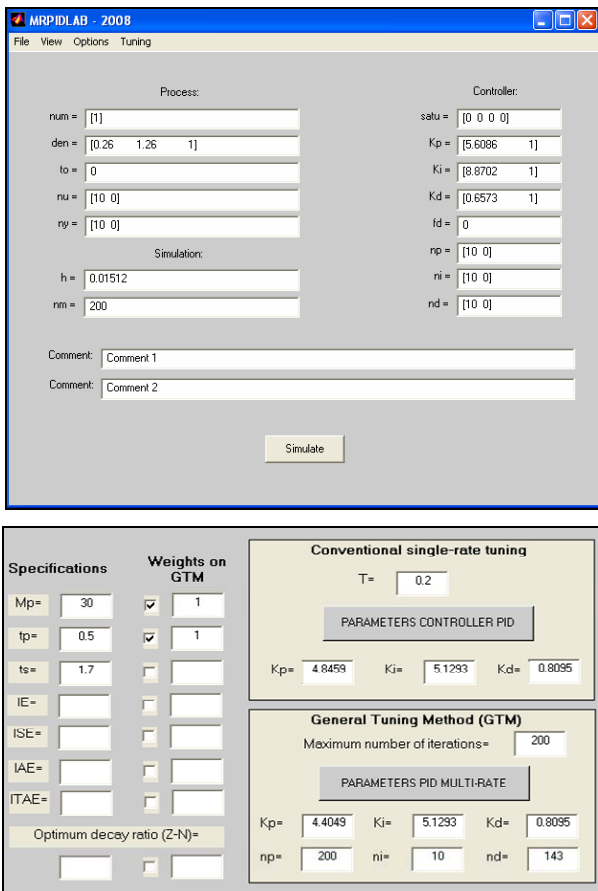 MRPIDLAB - 2008
File View Options Tuning
Process:
num = [1]
den = [0.26 1.26 1]
to = 0
nu = [10 0]
ny = [10 0]
Simulation:
h = 0.01512
nm = 200
Controller:
satu = [0 0 0 0]
Kp = [5.6086 1]
Ki = [8.8702 1]
Kd = [0.6573 1]
fd = 0
np = [10 0]
ni = [10 0]
nd = [10 0]
Comment: Comment 1
Comment: Comment 2
Simulate
Specifications
Weights on
GTM
Mp= 30 1
tp= 0.5 1
ts= 1.7
IE=
ISE=
IAE=
ITAE=
Optimum decay ratio (Z-N)=
Conventional single-rate tuning
T= 0.2
PARAMETERS CONTROLLER PID
Kp= 4.8459 Ki= 5.1293 Kd= 0.8095
General Tuning Method (GTM)
Maximum number of iterations= 200
PARAMETERS PID MULTI-RATE
Kp= 4.4049 Ki= 5.1293 Kd= 0.8095
np= 200 ni= 10 nd= 143